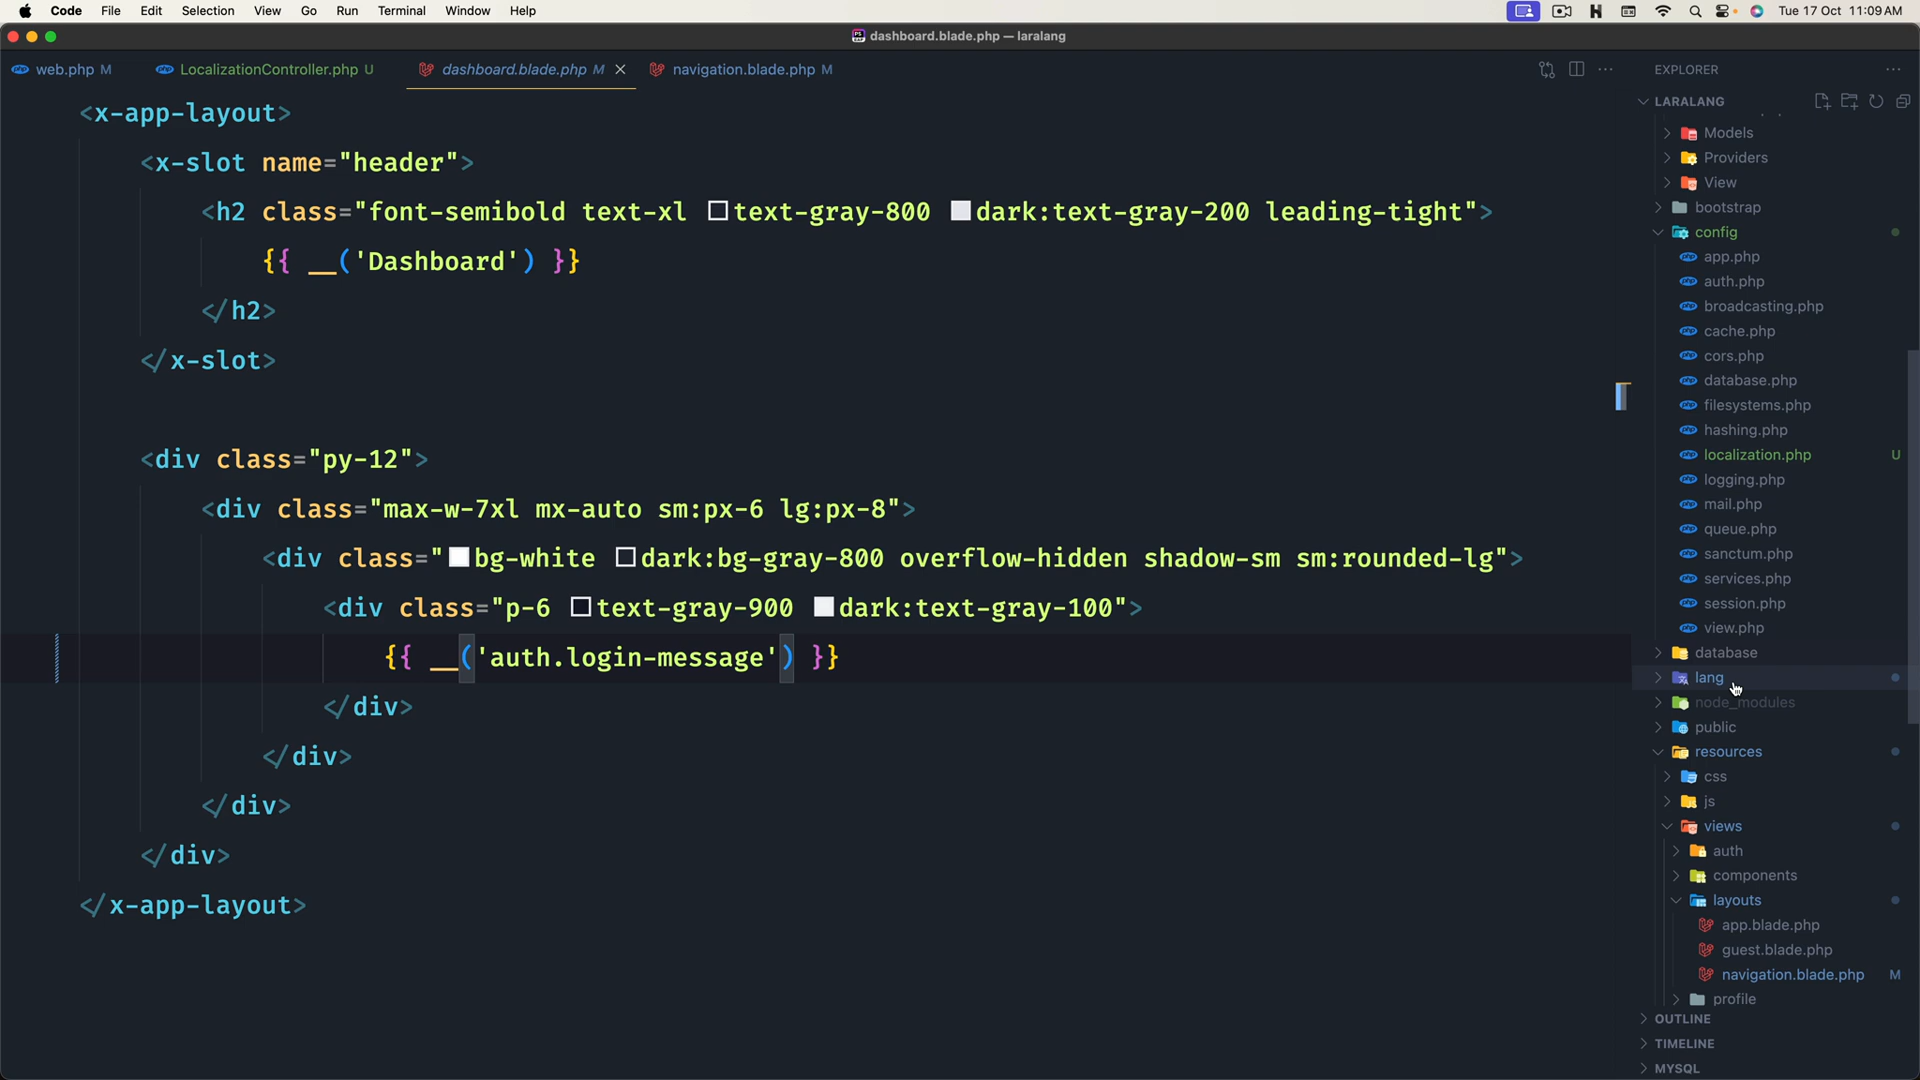 Code File Edit Selection View Go Run Terminal Window Help
Tue 17 Oct 11:09 AM
dashboard.blade.php — laralang
web.php M
LocalizationController.php U
dashboard.blade.php M
navigation.blade.php M
<x-app-layout>
<x-slot name="header">
<h2 class="font-semibold text-xl text-gray-800 dark:text-gray-200 leading-tight">
{{ __('Dashboard') }}
</h2>
</x-slot>
<div class="py-12">
<div class="max-w-7xl mx-auto sm:px-6 lg:px-8">
<div class="bg-white dark:bg-gray-800 overflow-hidden shadow-sm sm:rounded-lg">
<div class="p-6 text-gray-900 dark:text-gray-100">
{{ __('auth.login-message') }}
</div>
</div>
</div>
</div>
</x-app-layout>
EXPLORER
LARALANG
Models
Providers
View
bootstrap
config
app.php
auth.php
broadcasting.php
cache.php
cors.php
database.php
filesystems.php
hashing.php
localization.php U
logging.php
mail.php
queue.php
sanctum.php
services.php
session.php
view.php
database
lang
node_modules
public
resources
css
js
views
auth
components
layouts
app.blade.php
guest.blade.php
navigation.blade.php M
profile
OUTLINE
TIMELINE
MYSQL